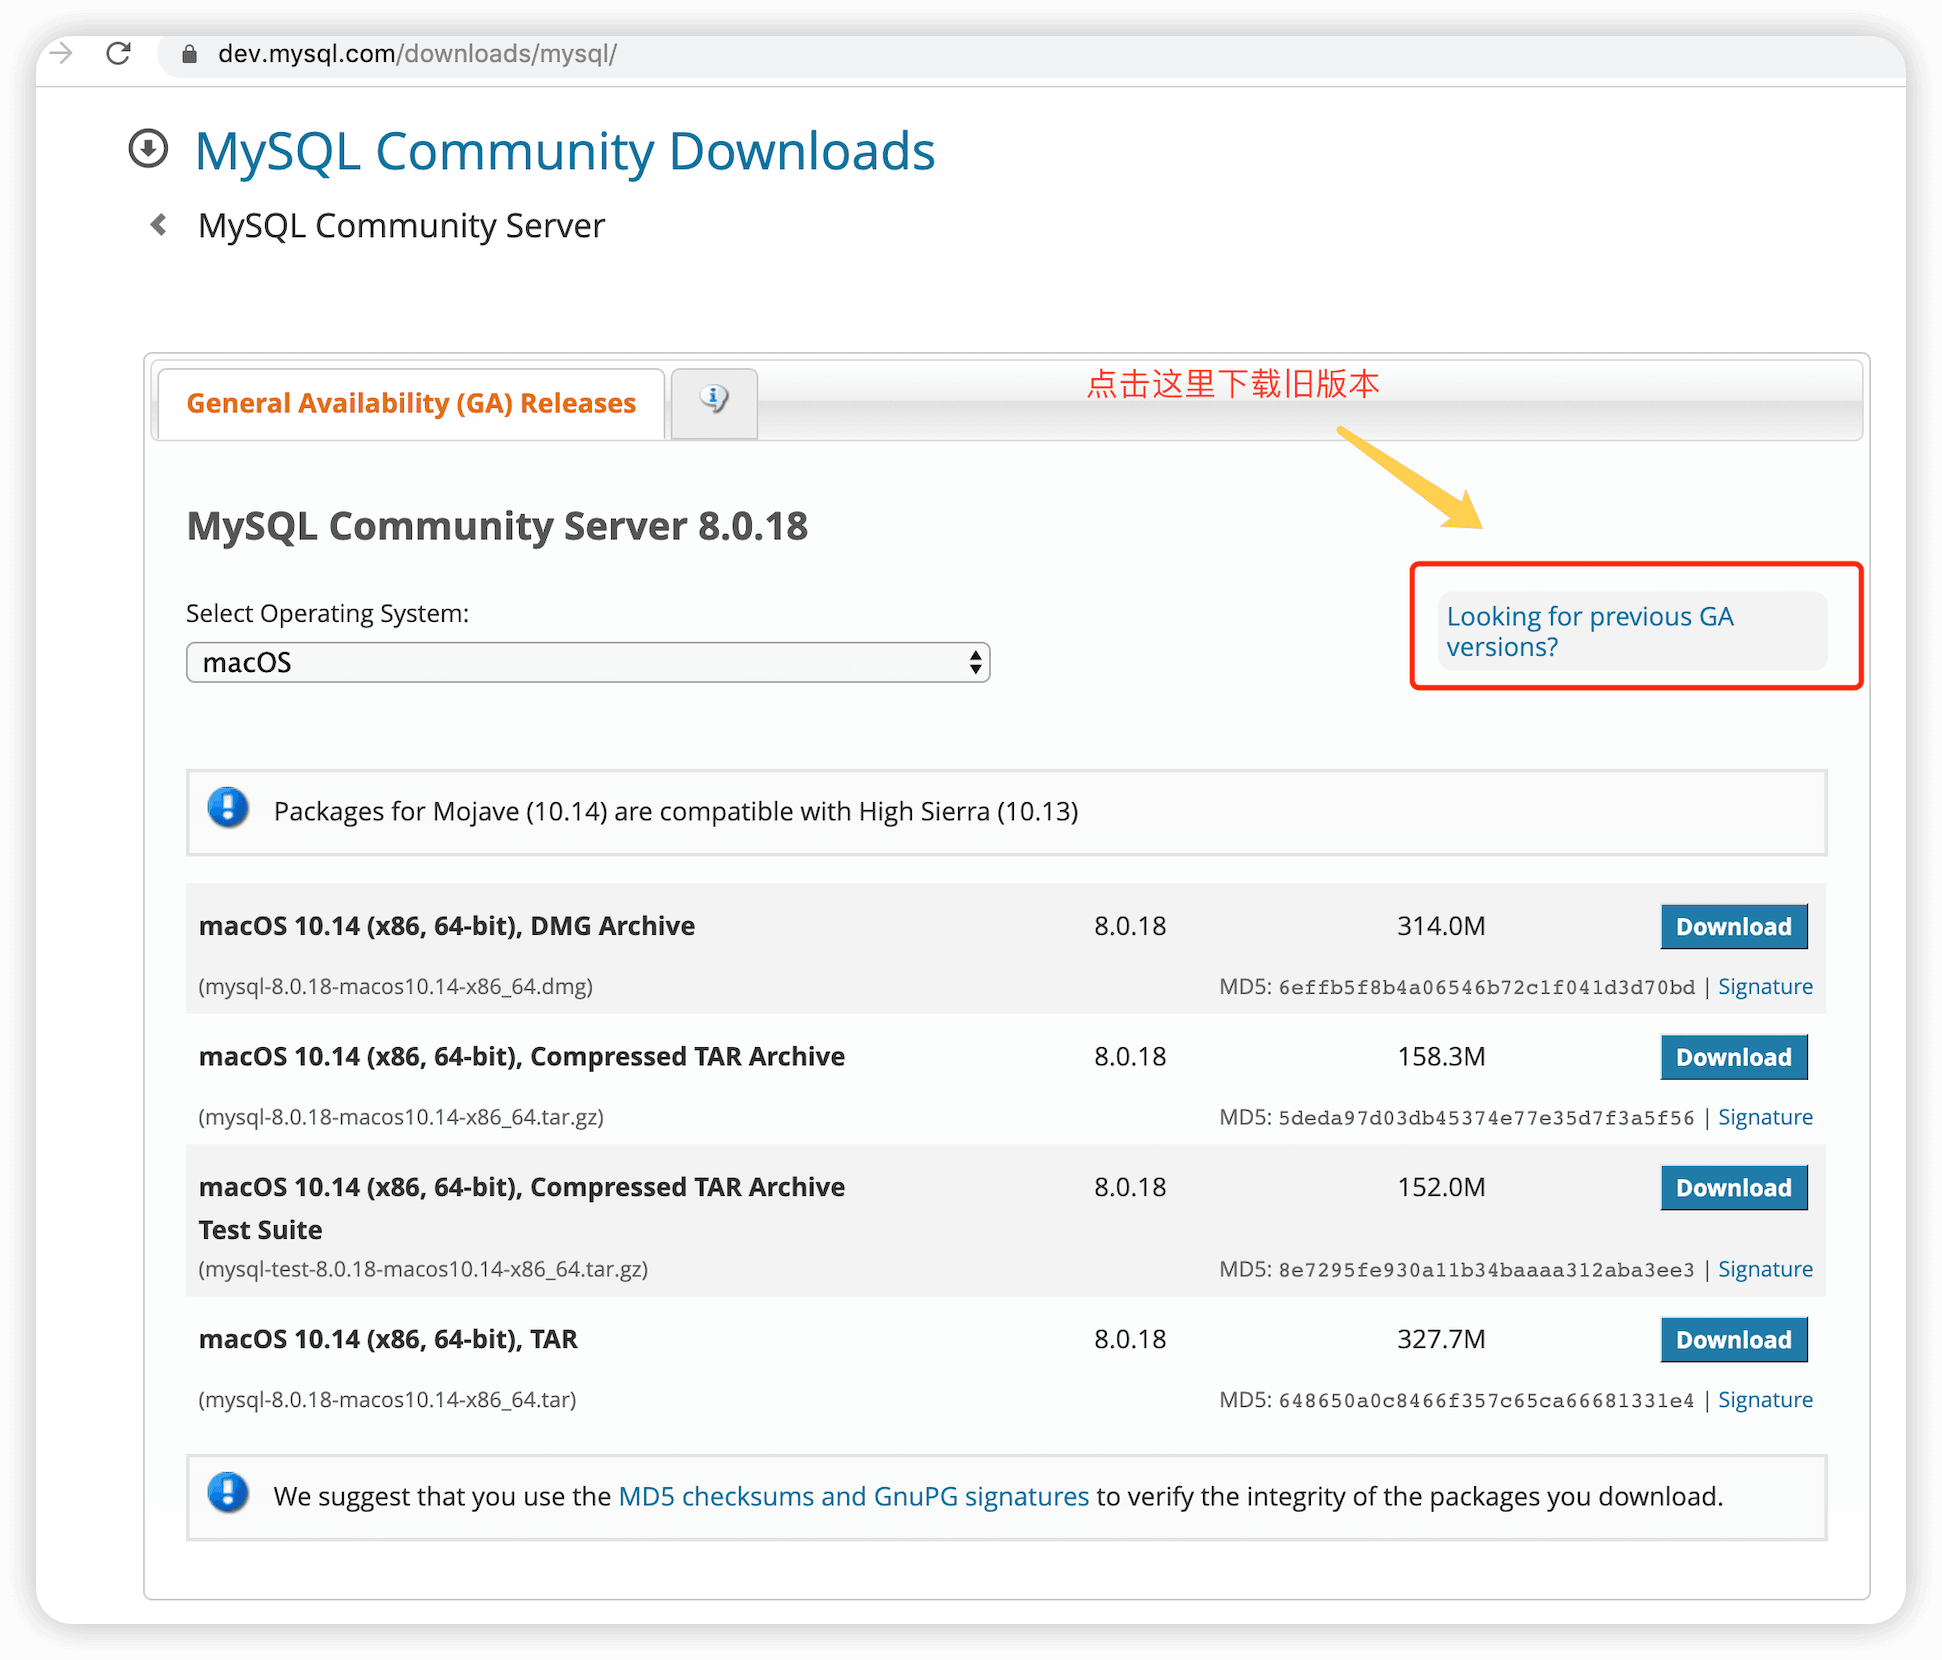 dev.mysql.com/downloads/mysql/
MySQL Community Downloads
MySQL Community Server
General Availability (GA) Releases
点击这里下载旧版本
MySQL Community Server 8.0.18
Select Operating System:
macOS
Looking for previous GA
versions?
Packages for Mojave (10.14) are compatible with High Sierra (10.13)
macOS 10.14 (x86, 64-bit), DMG Archive 8.0.18 314.0M Download
(mysql-8.0.18-macos10.14-x86_64.dmg) MD5: 6effb5f8b4a06546b72c1f041d3d70bd | Signature
macOS 10.14 (x86, 64-bit), Compressed TAR Archive 8.0.18 158.3M Download
(mysql-8.0.18-macos10.14-x86_64.tar.gz) MD5: 5deda97d03db45374e77e35d7f3a5f56 | Signature
macOS 10.14 (x86, 64-bit), Compressed TAR Archive 8.0.18 152.0M Download
Test Suite
(mysql-test-8.0.18-macos10.14-x86_64.tar.gz) MD5: 8e7295fe930a11b34baaaa312aba3ee3 | Signature
macOS 10.14 (x86, 64-bit), TAR 8.0.18 327.7M Download
(mysql-8.0.18-macos10.14-x86_64.tar) MD5: 648650a0c8466f357c65ca66681331e4 | Signature
We suggest that you use the MD5 checksums and GnuPG signatures to verify the integrity of the packages you download.